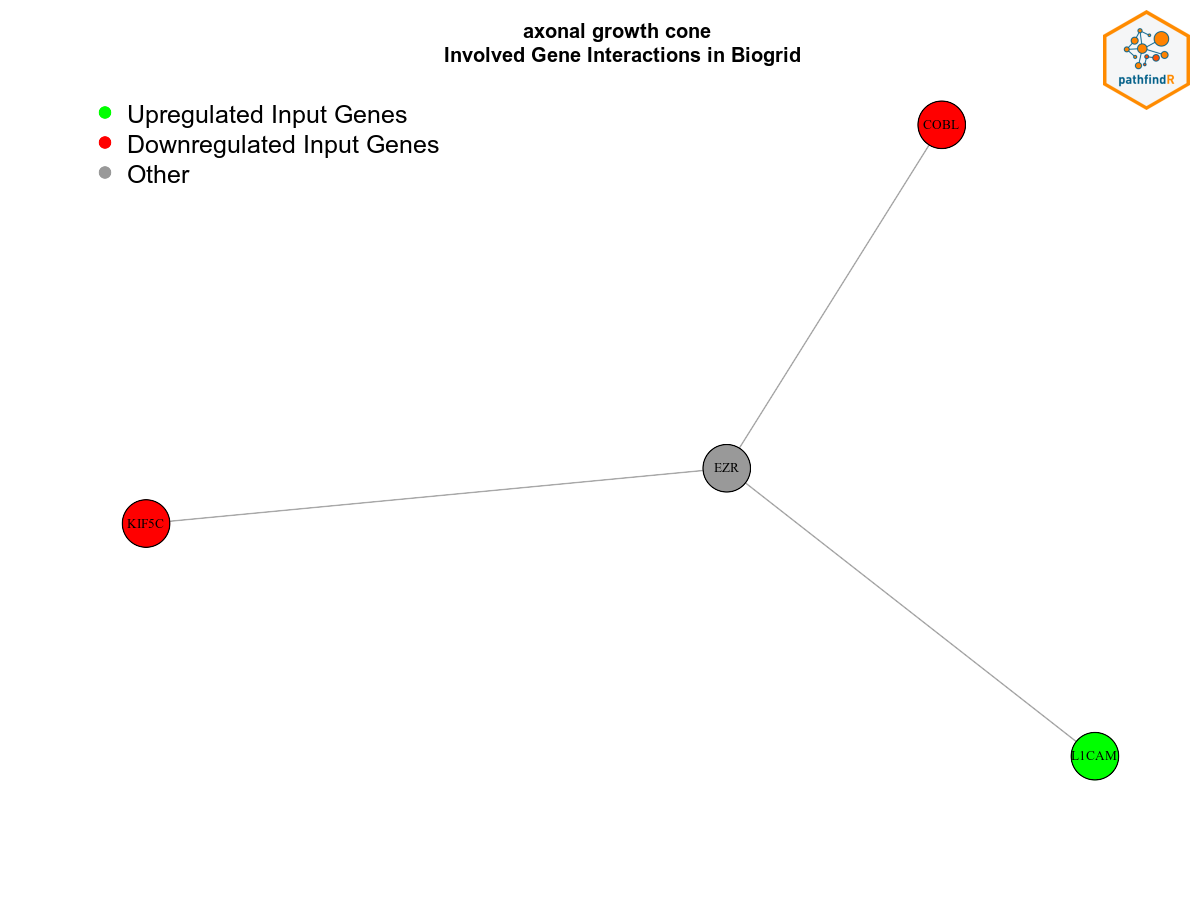 axonal growth cone
Involved Gene Interactions in Biogrid
pathfindR
Upregulated Input Genes
Downregulated Input Genes
Other
COBL
EZR
KIF5C
L1CAM